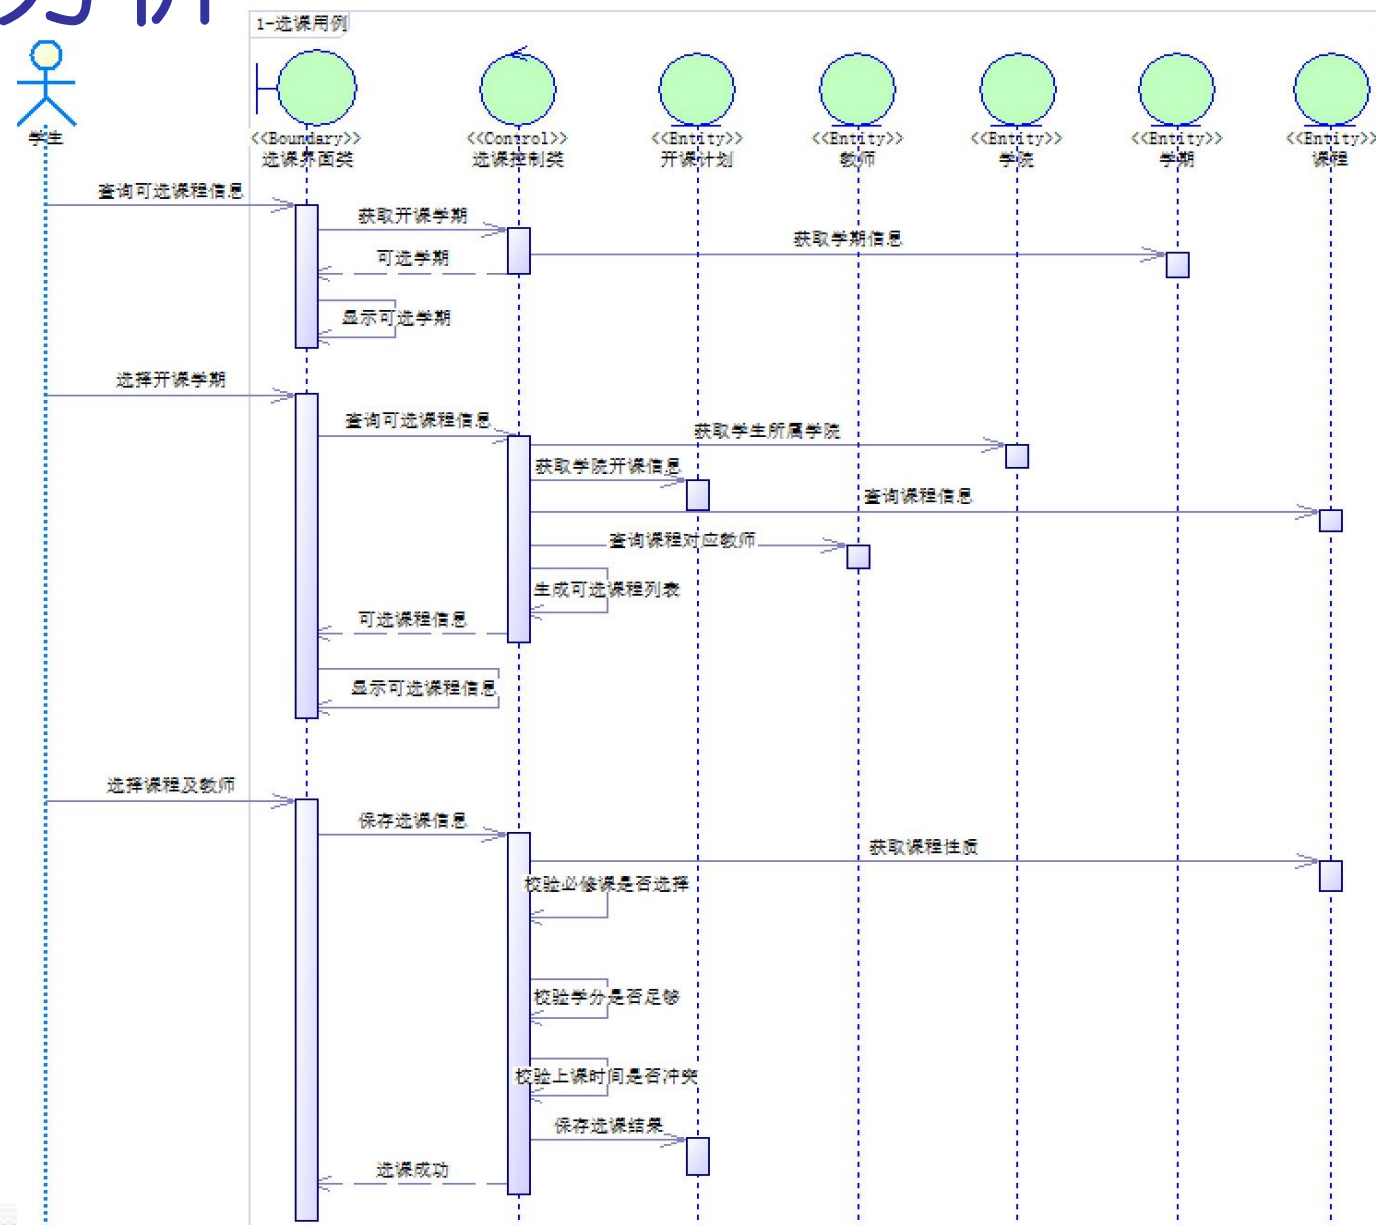 分析
1-选课用例
学生
<<Boundary>>
选课界面类
<<Control>>
选课控制类
<<Entity>>
开课计划
<<Entity>>
教师
<<Entity>>
学院
<<Entity>>
学期
<<Entity>>
课程
查询可选课程信息
获取开课学期
获取学期信息
可选学期
显示可选学期
选择开课学期
查询可选课程信息
获取学生所属学院
获取学院开课信息
查询课程信息
查询课程对应教师
生成可选课程列表
可选课程信息
显示可选课程信息
选择课程及教师
保存选课信息
获取课程性质
校验必修课是否选择
校验学分是否足够
校验上课时间是否冲突
保存选课结果
选课成功